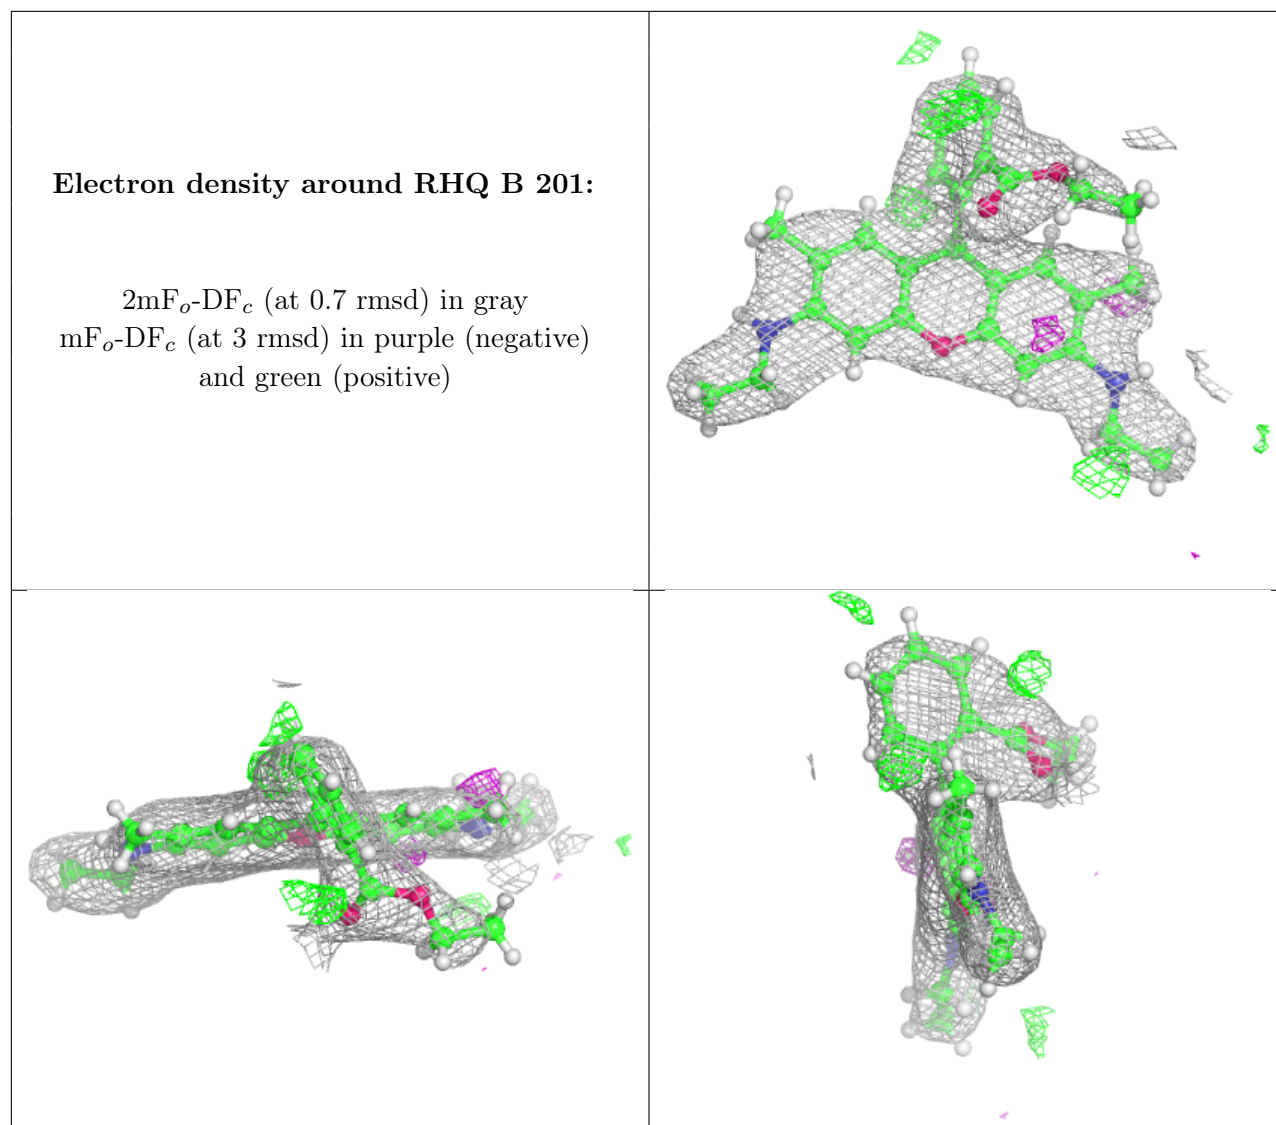 Electron density around RHQ B 201:
2mFo-DFc (at 0.7 rmsd) in gray
mFo-DFc (at 3 rmsd) in purple (negative)
and green (positive)